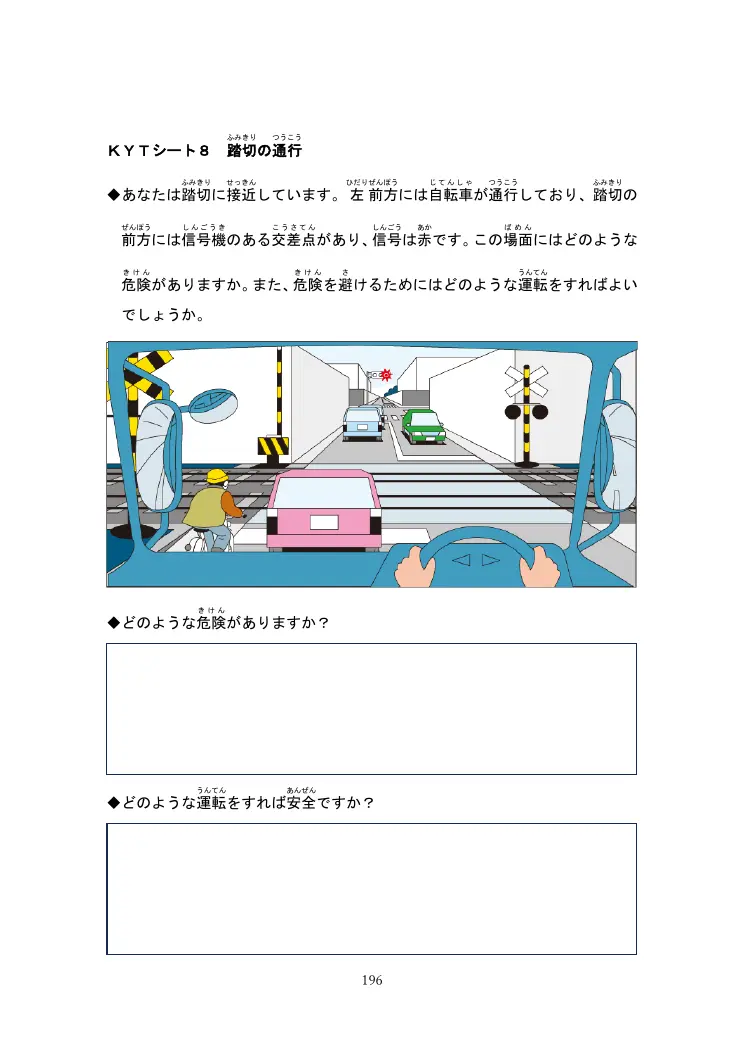 ふみきり つうこう
KYTシート8 踏切の通行
ふみきり せっきん ひだりぜんぽう じてんしゃ つうこう ふみきり
◆あなたは踏切に接近しています。左前方には自転車が通行しており、踏切の
ぜんぽう しんごうき こうさてん しんごう あか ばめん
前方には信号機のある交差点があり、信号は赤です。この場面にはどのような
きけん きけん さ うんてん
危険がありますか。また、危険を避けるためにはどのような運転をすればよい
でしょうか。
きけん
◆どのような危険がありますか？
うんてん あんぜん
◆どのような運転をすれば安全ですか？
196